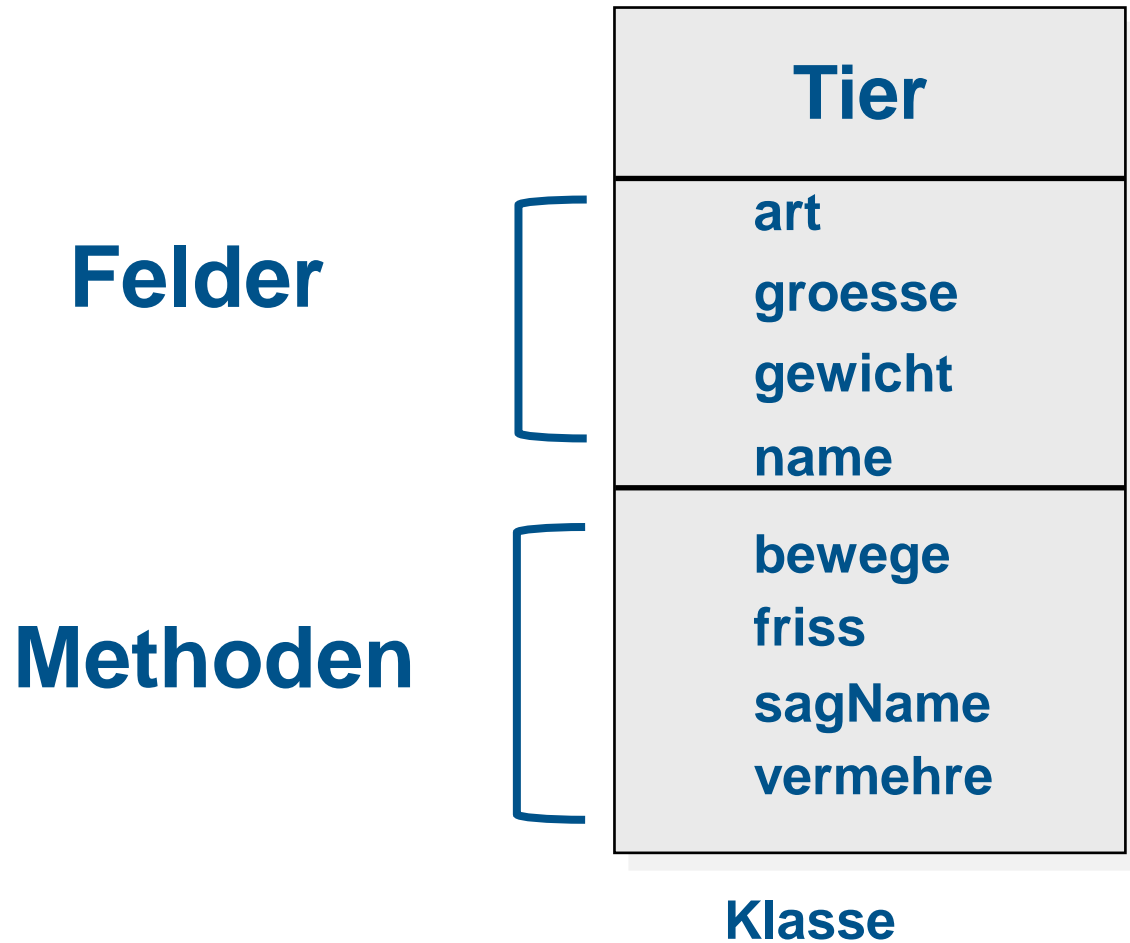 Tier
Felder
art
groesse
gewicht
name
Methoden
bewege
friss
sagName
vermehre
Klasse